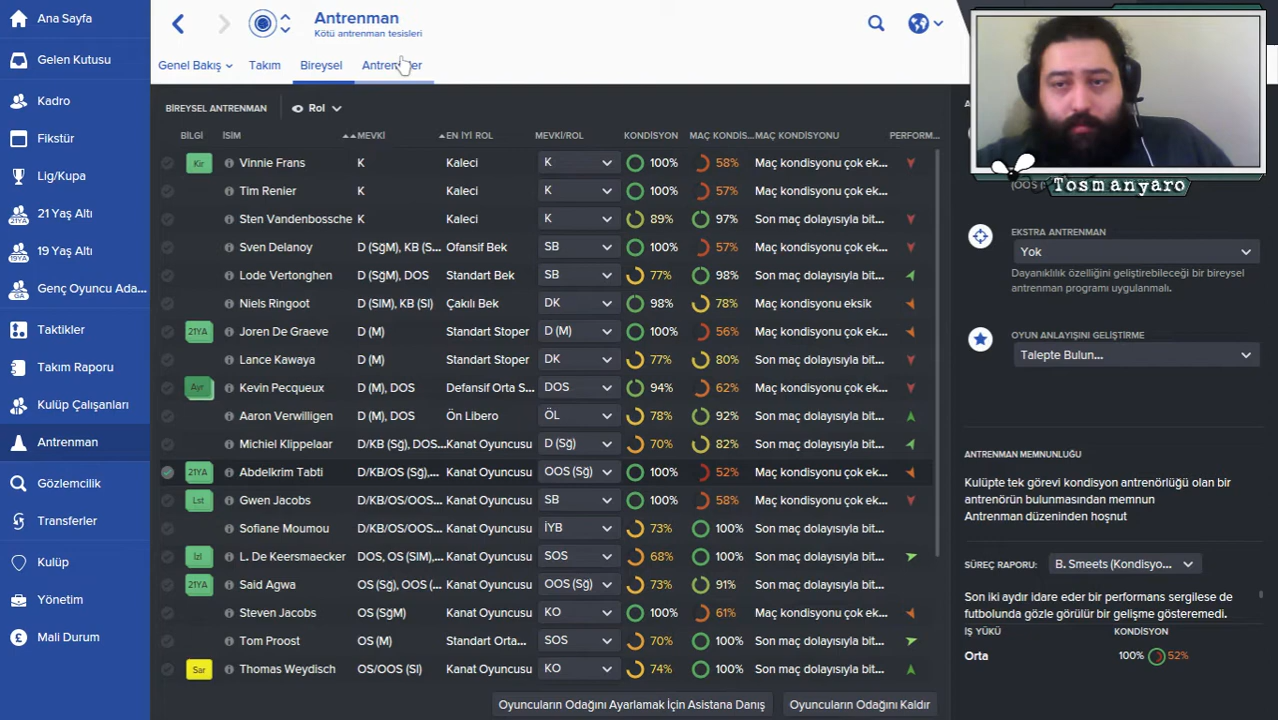 Ana Sayfa
Gelen Kutusu
Kadro
Fikstür
Lig/Kupa
21YA
21 Yaş Altı
19YA
19 Yaş Altı
GA
Genç Oyuncu Ada...
Taktikler
Takım Raporu
Kulüp Çalışanları
Antrenman
Gözlemcilik
Transferler
Kulüp
Yönetim
Mali Durum
Antrenman
Kötü antrenman tesisleri
Genel Bakış Takım Bireysel
BİREYSEL ANTRENMAN Rol
BİLGİ İSİM MEVKİ EN İYİ ROL MEVKİ/ROL KONDİSYON MAÇ KONDİS... MAÇ KONDİSYONU PERFORM...
Kir Vinnie Frans K Kaleci K 100% 58% Maç kondisyonu çok ek...
Tim Renier K Kaleci K 100% 57% Maç kondisyonu çok ek...
Sten Vandenbossche K Kaleci K 89% 97% Son maç dolayısıyla bit...
Sven Delanoy D (SğM), KB (S... Ofansif Bek SB 100% 57% Maç kondisyonu çok ek...
Lode Vertonghen D (SğM), DOS Standart Bek SB 77% 98% Son maç dolayısıyla bit...
Niels Ringoot D (SlM), KB (Sl) Çakılı Bek DK 98% 78% Maç kondisyonu eksik
21YA Joren De Graeve D (M) Standart Stoper D (M) 100% 56% Maç kondisyonu çok ek...
Lance Kawaya D (M) Standart Stoper DK 77% 80% Son maç dolayısıyla bit...
Ayr Kevin Pecqueux D (M), DOS Defansif Orta S... DOS 94% 62% Maç kondisyonu çok ek...
Aaron Verwilligen D (M), DOS Ön Libero ÖL 78% 92% Son maç dolayısıyla bit...
Michiel Klippelaar D/KB (Sğ), DOS... Kanat Oyuncusu D (Sğ) 70% 82% Son maç dolayısıyla bit...
21YA Abdelkrim Tabti D/KB/OS (Sğ),... Kanat Oyuncusu OOS (Sğ) 100% 52% Maç kondisyonu çok ek...
Lst Gwen Jacobs D/KB/OS/OOS... Kanat Oyuncusu SB 100% 58% Maç kondisyonu çok ek...
Sofiane Moumou D/KB/OS/OOS... Kanat Oyuncusu İYB 73% 100% Son maç dolayısıyla bit...
İzl L. De Keersmaecker DOS, OS (SlM),... Kanat Oyuncusu SOS 68% 100% Son maç dolayısıyla bit...
21YA Said Agwa OS (Sğ), OOS (... Kanat Oyuncusu OOS (Sğ) 73% 91% Son maç dolayısıyla bit...
Steven Jacobs OS (SğM) Kanat Oyuncusu KO 100% 61% Maç kondisyonu çok ek...
Tom Proost OS (M) Standart Orta... SOS 70% 100% Son maç dolayısıyla bit...
Sar Thomas Weydisch OS/OOS (Sl) Kanat Oyuncusu KO 74% 100% Son maç dolayısıyla bit...
Oyuncuların Odağını Ayarlamak İçin Asistana Danış
Oyuncuların Odağını Kaldır
Tosmanyaro
EKSTRA ANTRENMAN
Yok
Dayanıklılık özelliğini geliştirebileceği bir bireysel
antrenman programı uygulanmalı.
OYUN ANLAYIŞINI GELİŞTİRME
Talepte Bulun...
ANTRENMAN MEMNUNLUĞU
Kulüpte tek görevi kondisyon antrenörlüğü olan bir
antrenörün bulunmasından memnun
Antrenman düzeninden hoşnut
SÜREÇ RAPORU: B. Smeets (Kondisyo...
Son iki aydır idare eder bir performans sergilese de
futbolunda gözle görülür bir gelişme gösteremedi.
İŞ YÜKÜ KONDİSYON
Orta 100% 52%